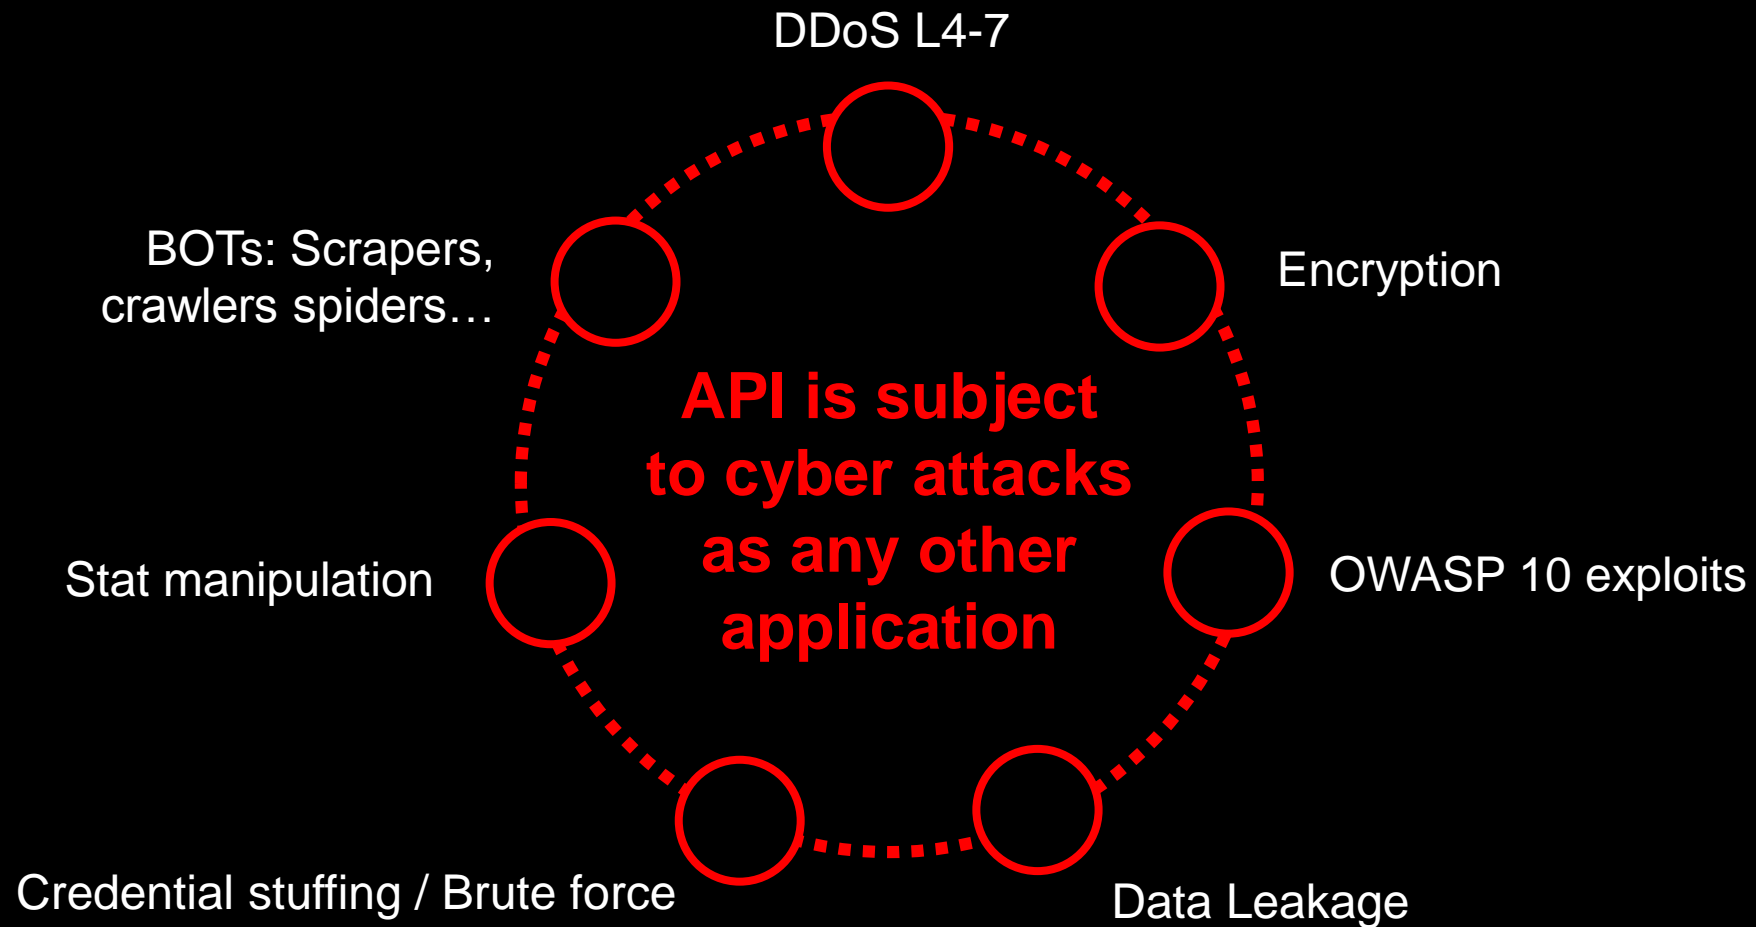 DDoS L4-7
BOTs: Scrapers,
crawlers spiders…
Encryption
API is subject
to cyber attacks
as any other
application
Stat manipulation
OWASP 10 exploits
Credential stuffing / Brute force
Data Leakage